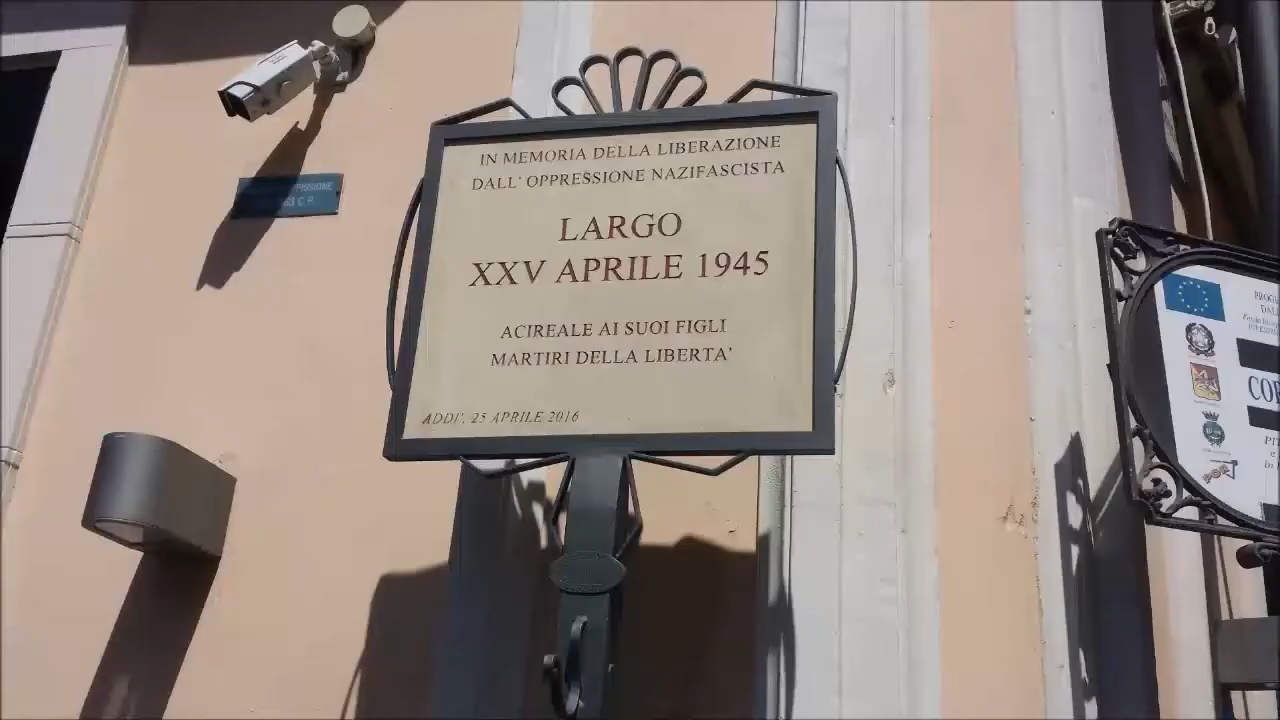 IN MEMORIA DELLA LIBERAZIONE
DALL' OPPRESSIONE NAZIFASCISTA
LARGO
XXV APRILE 1945
ACIREALE AI SUOI FIGLI
MARTIRI DELLA LIBERTA'
ADDI', 25 APRILE 2016
C.P.